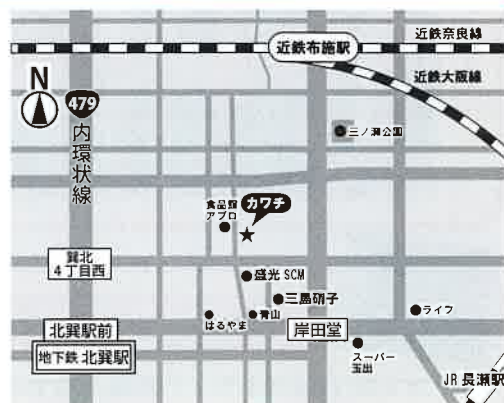 近鉄奈良線
近鉄布施駅
近鉄大阪線
N
479
内環状線
三ノ瀬公園
食品館
アプロ
カワチ
巽北
4丁目西
盛光 SCM
三馬硝子
はるやま
青山
ライフ
北巽駅前
岸田堂
地下鉄 北巽駅
スーパー
玉出
JR 長瀬駅